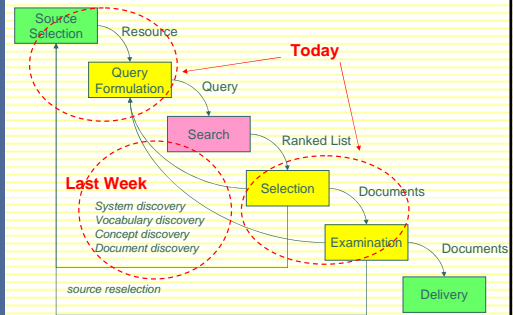 Source
Selection
Resource
Today
Query
Formulation
Query
Search
Ranked List
Last Week
Selection
System discovery
Vocabulary discovery
Concept discovery
Document discovery
Documents
Examination
Documents
source reselection
Delivery